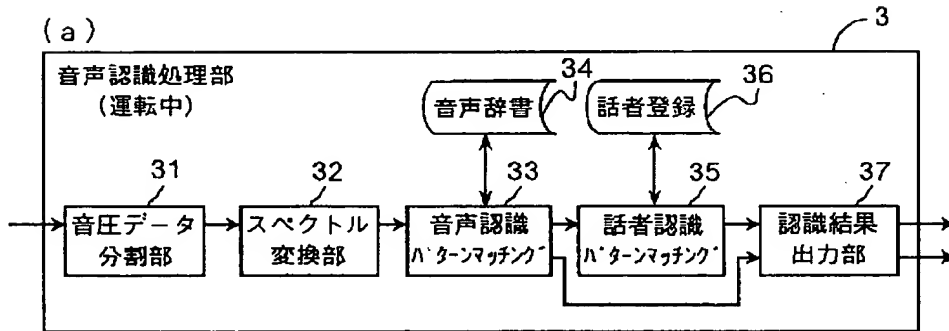 (a)
3
音声認識処理部
(運転中)
34
36
音声辞書
話者登録
31
32
33
35
37
音圧データ
分割部
スペクトル
変換部
音声認識
パターンマッチング
話者認識
パターンマッチング
認識結果
出力部